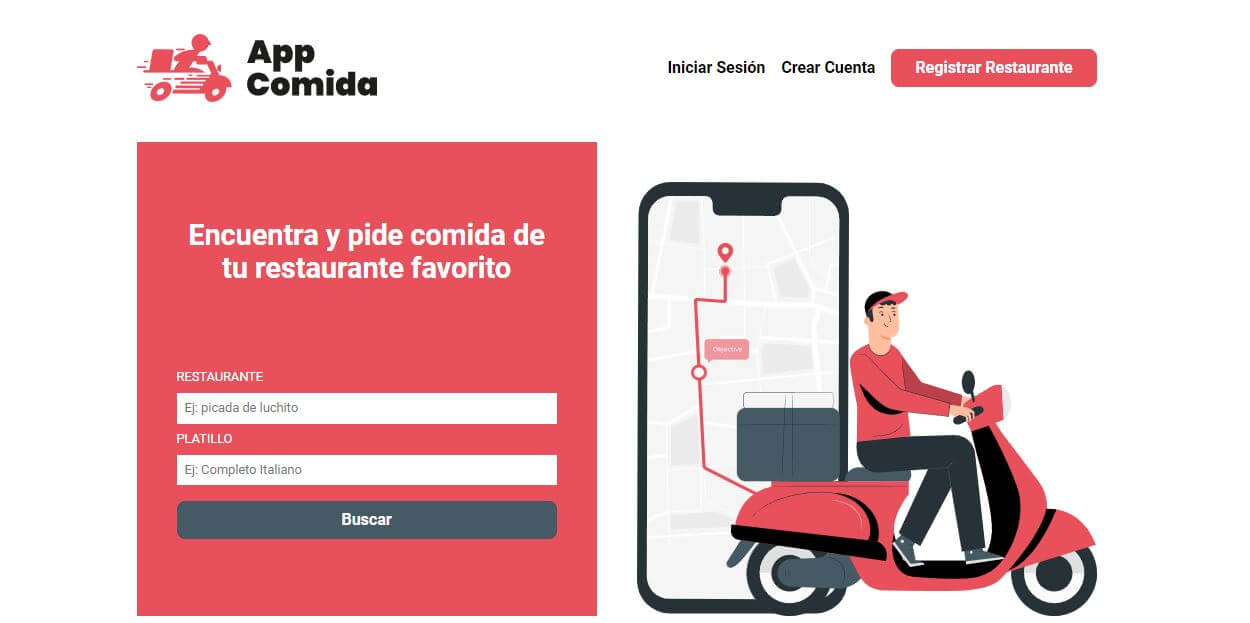 App
Comida
Iniciar Sesión
Crear Cuenta
Registrar Restaurante
Encuentra y pide comida de
tu restaurante favorito
RESTAURANTE
Ej: picada de luchito
PLATILLO
Ej: Completo Italiano
Buscar
Objective